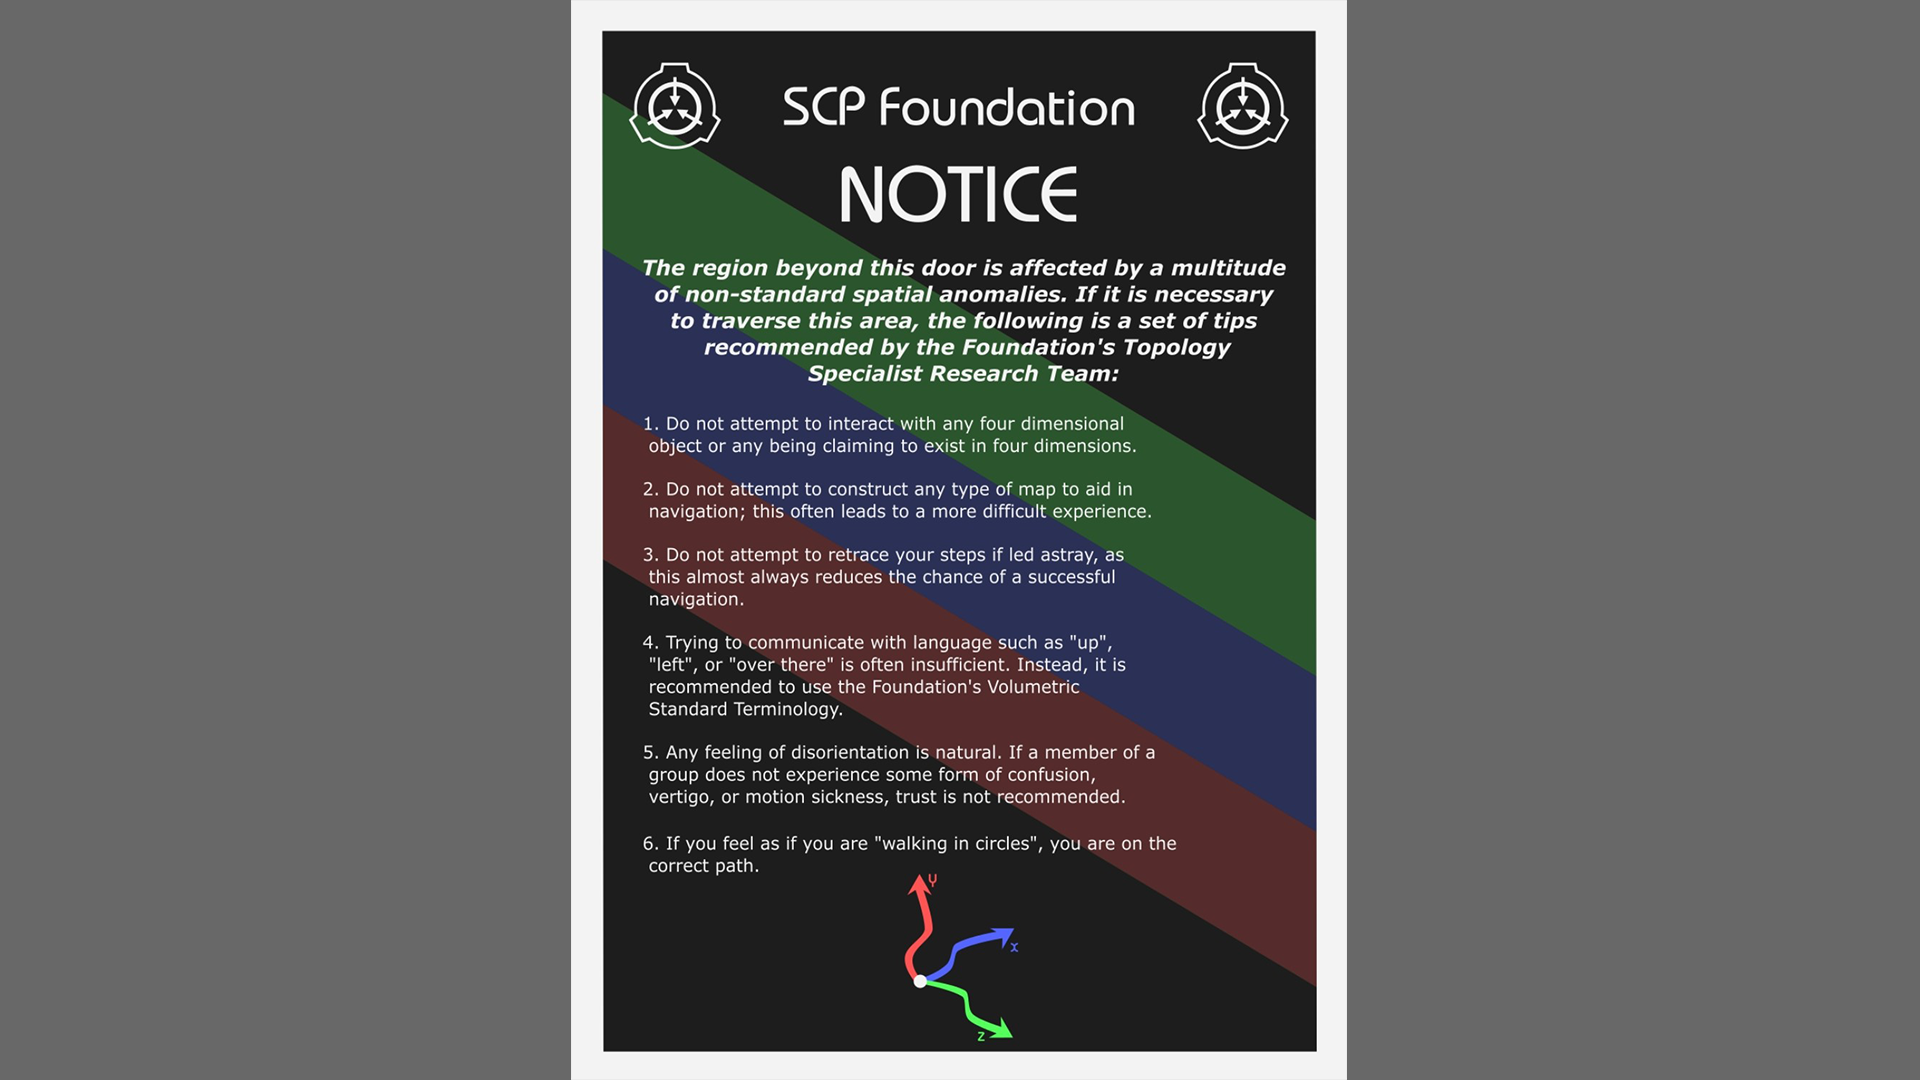 SCP Foundation
NOTICE
The region beyond this door is affected by a multitude
of non-standard spatial anomalies. If it is necessary
to traverse this area, the following is a set of tips
recommended by the Foundation's Topology
Specialist Research Team:
1. Do not attempt to interact with any four dimensional
object or any being claiming to exist in four dimensions.
2. Do not attempt to construct any type of map to aid in
navigation; this often leads to a more difficult experience.
3. Do not attempt to retrace your steps if led astray, as
this almost always reduces the chance of a successful
navigation.
4. Trying to communicate with language such as "up",
"left", or "over there" is often insufficient. Instead, it is
recommended to use the Foundation's Volumetric
Standard Terminology.
5. Any feeling of disorientation is natural. If a member of a
group does not experience some form of confusion,
vertigo, or motion sickness, trust is not recommended.
6. If you feel as if you are "walking in circles", you are on the
correct path.
Y
X
Z